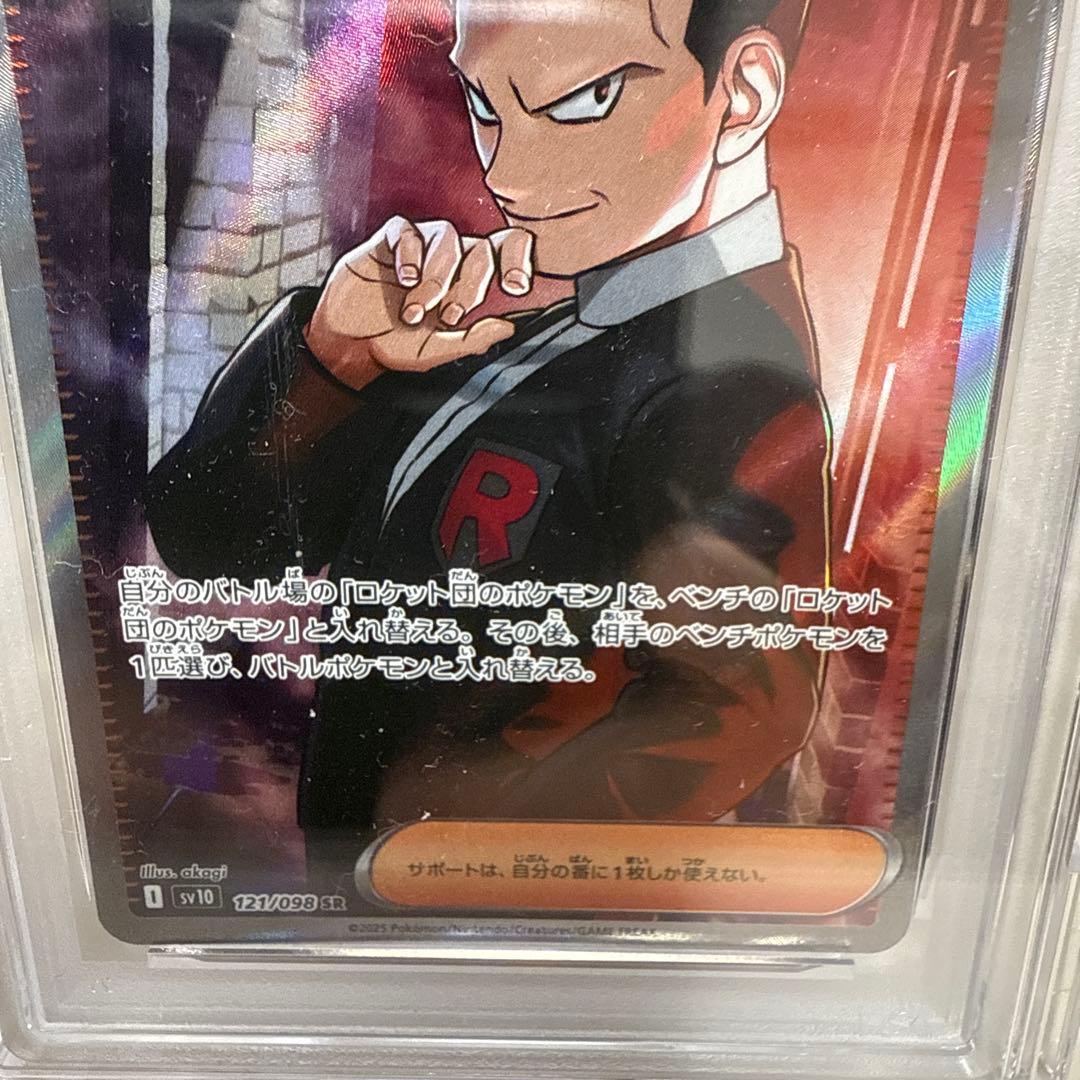 R
自分のバトル場の「ロケット団のポケモン」を、ベンチの「ロケット
団のポケモン」と入れ替える。その後、相手のベンチポケモンを
1匹選び、バトルポケモンと入れ替える。
サポートは、自分の番に1枚しか使えない。
Illus. akagi
I sv10 121/098 SR
©2025 Pokémon/Nintendo/Creatures/GAME FREAK